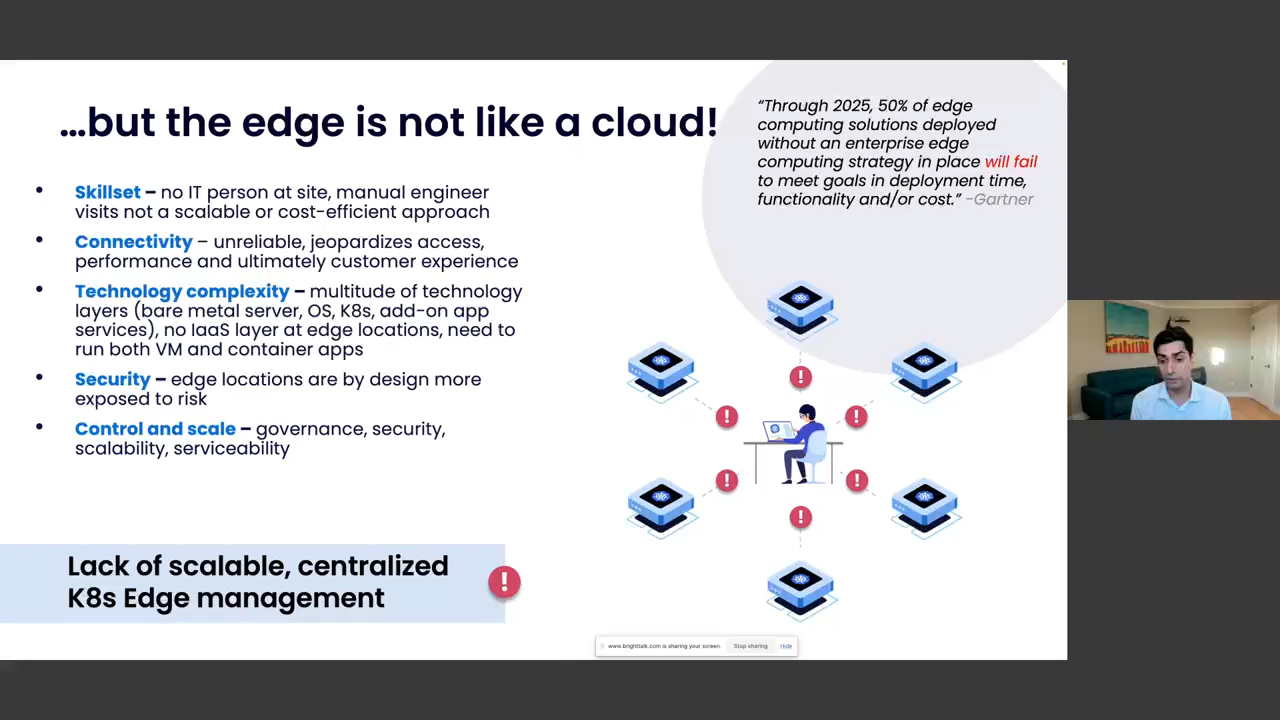 …but the edge is not like a cloud!
“Through 2025, 50% of edge
computing solutions deployed
without an enterprise edge
computing strategy in place will fail
to meet goals in deployment time,
functionality and/or cost.” -Gartner
• Skillset – no IT person at site, manual engineer
visits not a scalable or cost-efficient approach
• Connectivity – unreliable, jeopardizes access,
performance and ultimately customer experience
• Technology complexity – multitude of technology
layers (bare metal server, OS, K8s, add-on app
services), no IaaS layer at edge locations, need to
run both VM and container apps
• Security – edge locations are by design more
exposed to risk
• Control and scale – governance, security,
scalability, serviceability
Lack of scalable, centralized
K8s Edge management
www.brighttalk.com is sharing your screen.
Stop sharing
Hide